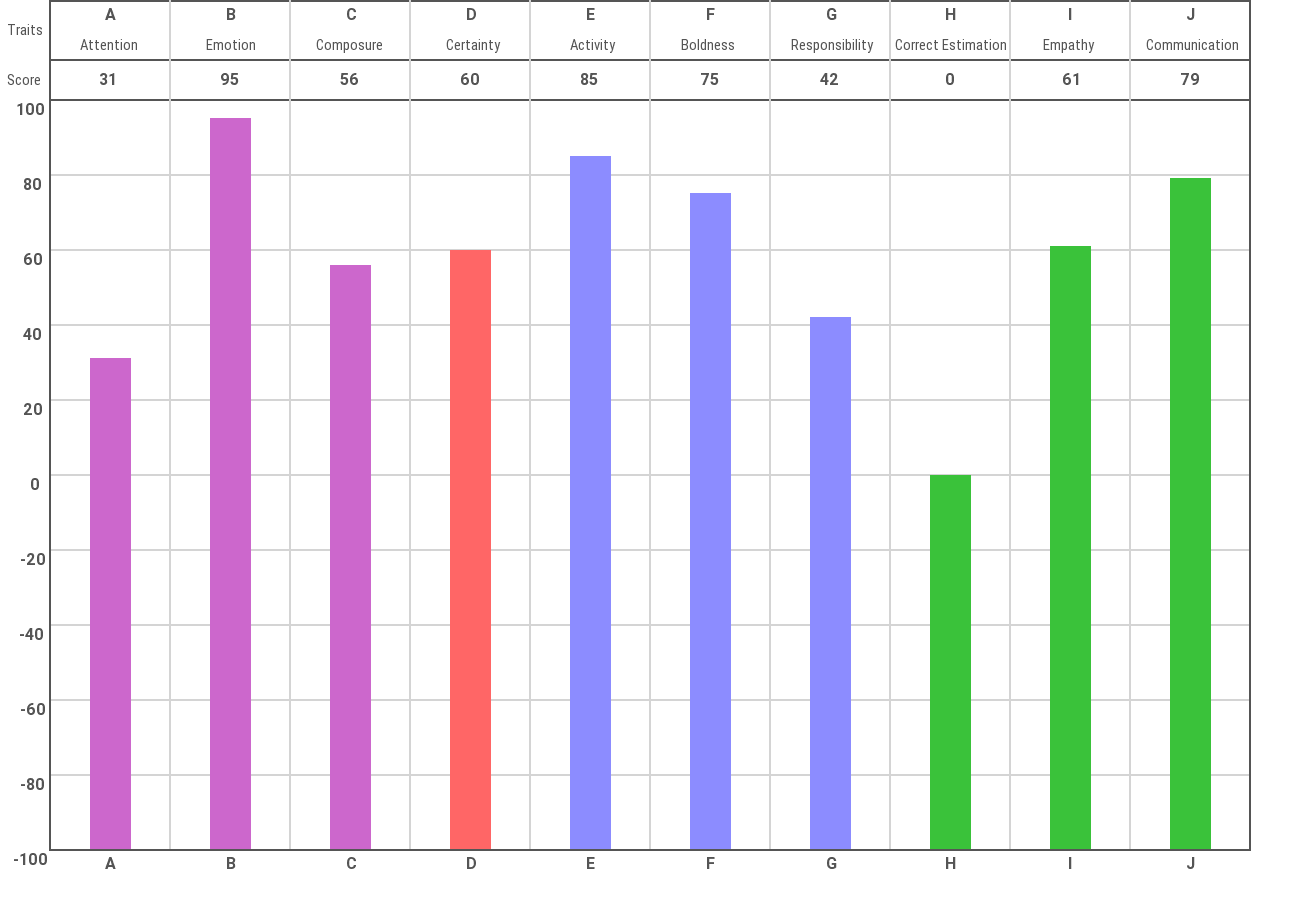 Traits A B C D E F G H I J
Attention Emotion Composure Certainty Activity Boldness Responsibility Correct Estimation Empathy Communication
Score 31 95 56 60 85 75 42 0 61 79
100
80
60
40
20
0
-20
-40
-60
-80
-100
A B C D E F G H I J